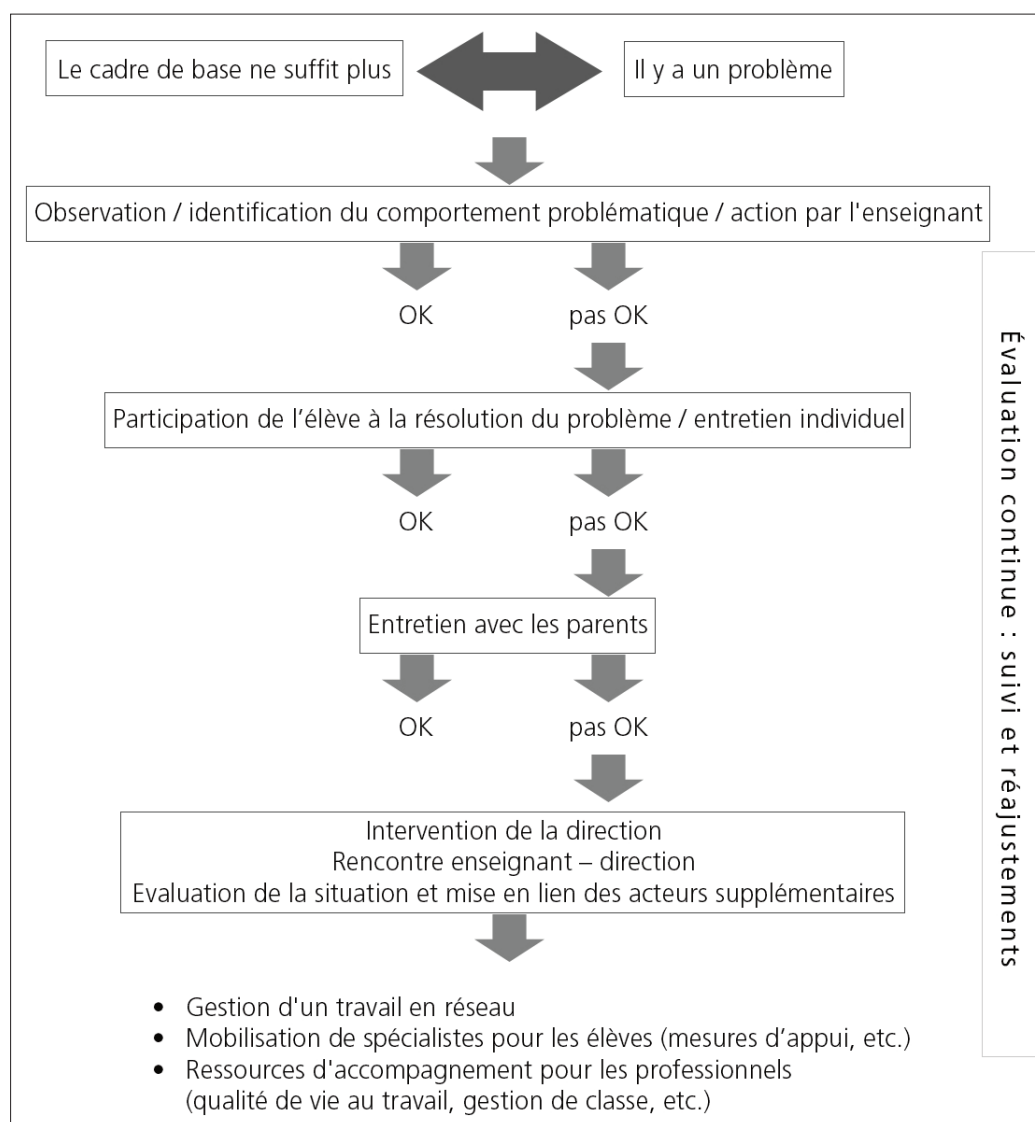 Le cadre de base ne suffit plus
Il y a un problème
Observation / identification du comportement problématique / action par l'enseignant
OK
pas OK
Participation de l’élève à la résolution du problème / entretien individuel
OK
pas OK
Entretien avec les parents
OK
pas OK
Intervention de la direction
Rencontre enseignant – direction
Evaluation de la situation et mise en lien des acteurs supplémentaires
• Gestion d'un travail en réseau
• Mobilisation de spécialistes pour les élèves (mesures d’appui, etc.)
• Ressources d'accompagnement pour les professionnels
(qualité de vie au travail, gestion de classe, etc.)
Évaluation continue : suivi et réajustements